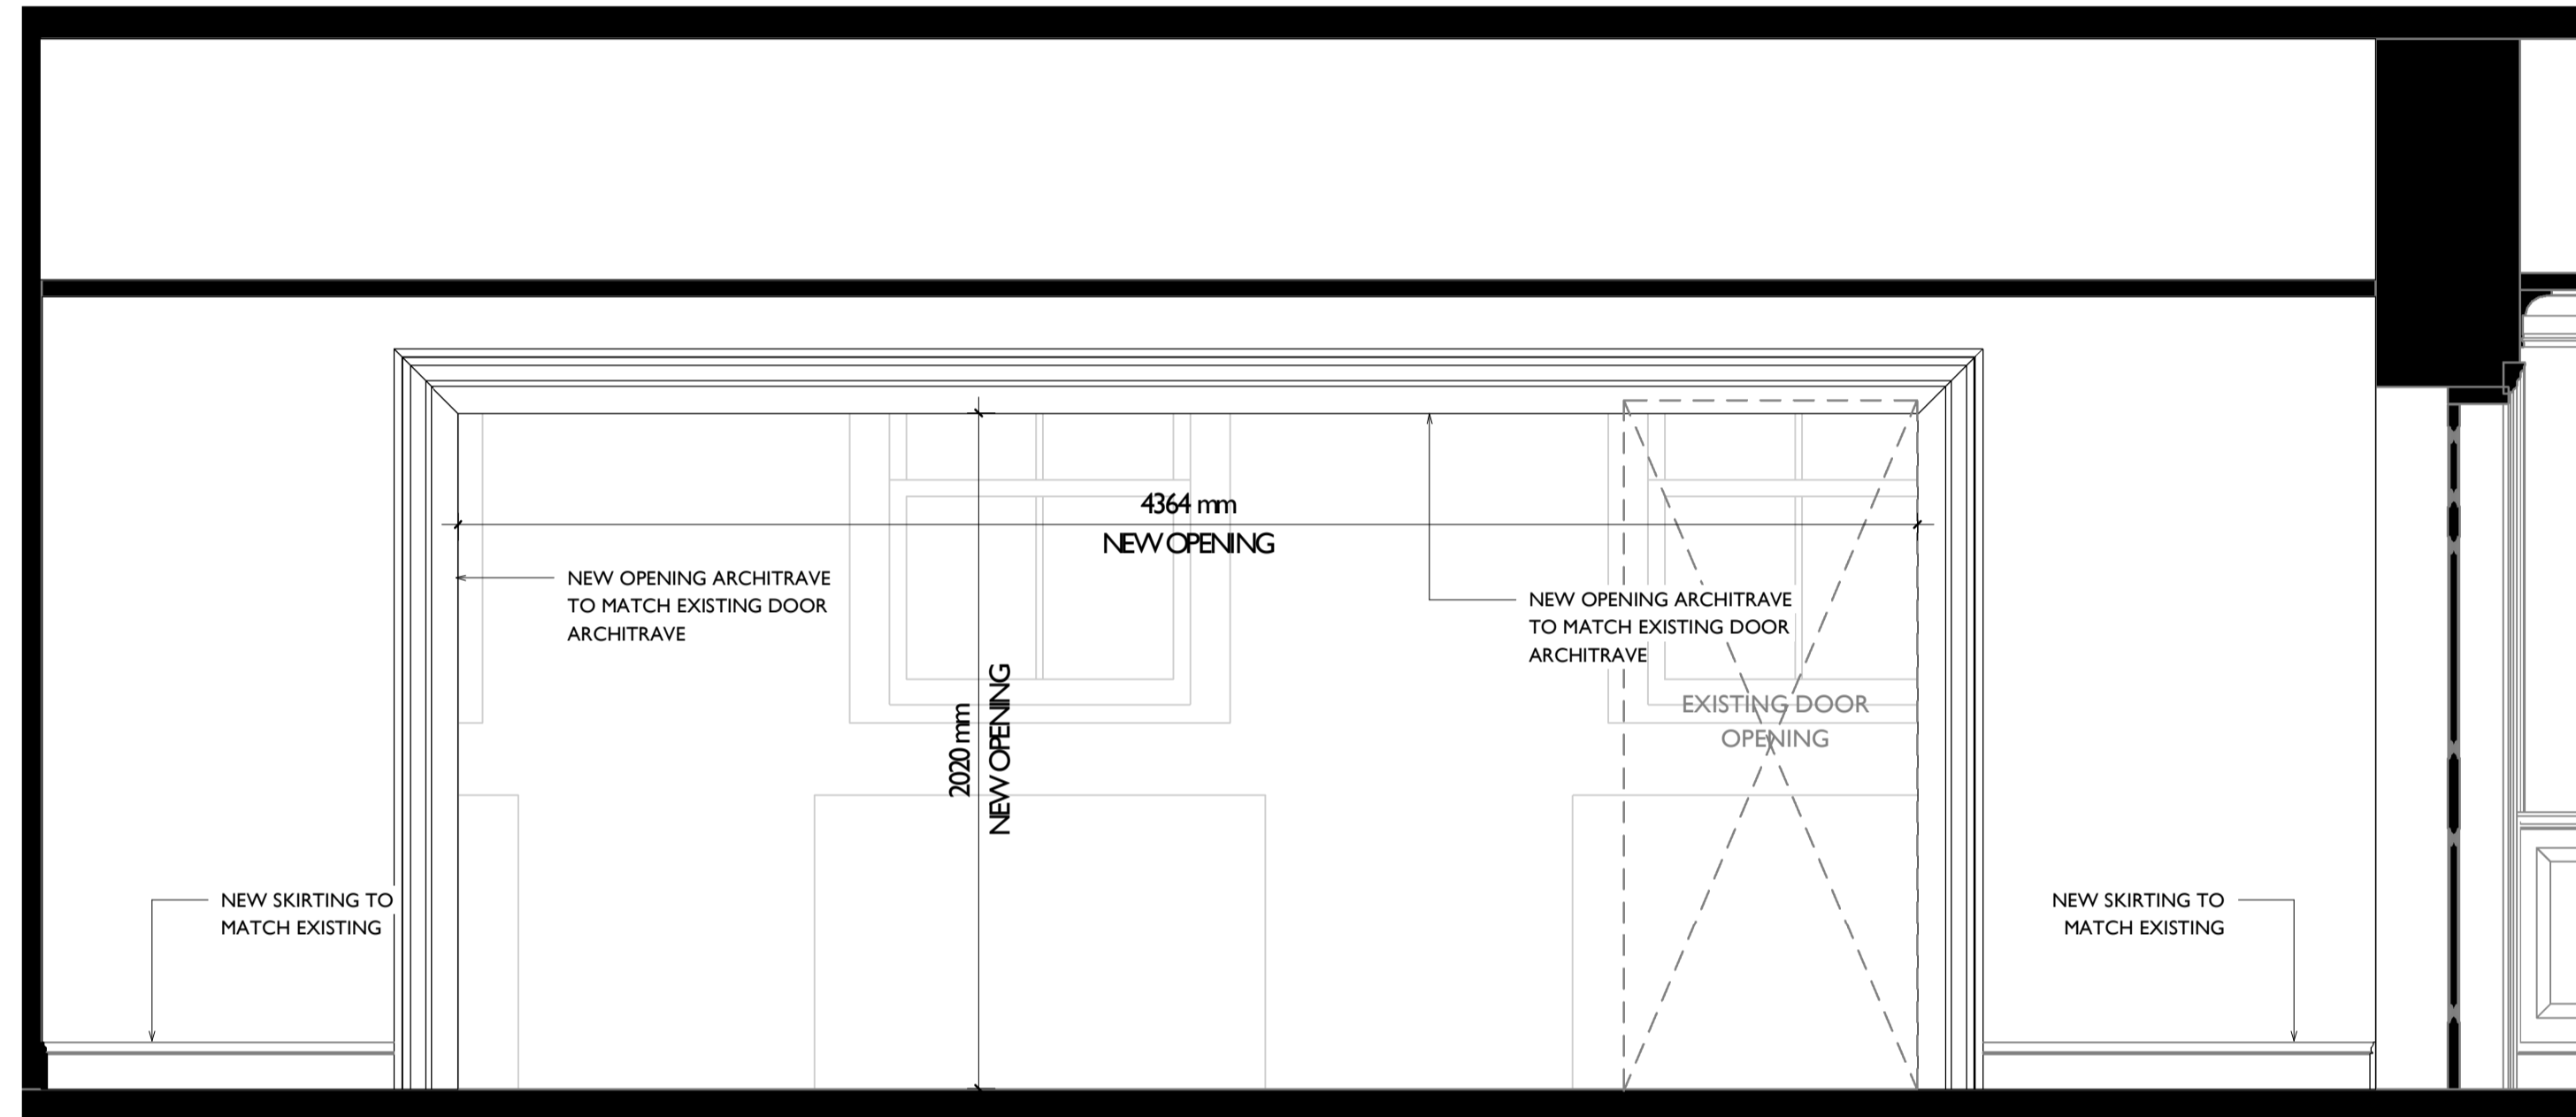 4364 mm
NEW OPENING
NEW OPENING ARCHITRAVE
TO MATCH EXISTING DOOR
ARCHITRAVE
NEW OPENING ARCHITRAVE
TO MATCH EXISTING DOOR
ARCHITRAVE
2020 mm
NEW OPENING
EXISTING DOOR
OPENING
NEW SKIRTING TO
MATCH EXISTING
NEW SKIRTING TO
MATCH EXISTING